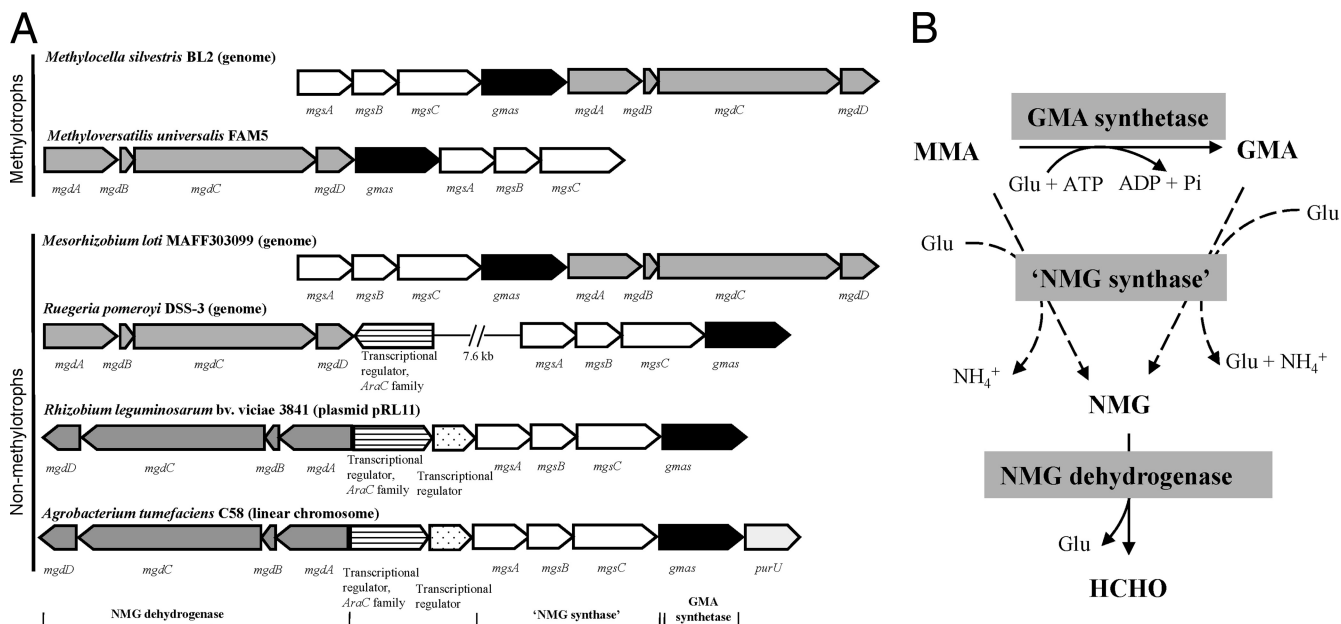 A
Methylotrophs
Methylocella silvestris BL2 (genome)
mgsA mgsB mgsC gmas mgdA mgdB mgdC mgdD
Methyloversatilis universalis FAM5
mgdA mgdB mgdC mgdD gmas mgsA mgsB mgsC
Non-methylotrophs
Mesorhizobium loti MAFF303099 (genome)
mgsA mgsB mgsC gmas mgdA mgdB mgdC mgdD
Ruegeria pomeroyi DSS-3 (genome)
mgdA mgdB mgdC mgdD
Transcriptional
regulator,
AraC family
7.6 kb
mgsA mgsB mgsC gmas
Rhizobium leguminosarum bv. viciae 3841 (plasmid pRL11)
mgdD mgdC mgdB mgdA
Transcriptional
regulator,
AraC family
Transcriptional
regulator
mgsA mgsB mgsC gmas
Agrobacterium tumefaciens C58 (linear chromosome)
mgdD mgdC mgdB mgdA
Transcriptional
regulator,
AraC family
Transcriptional
regulator
mgsA mgsB mgsC gmas purU
NMG dehydrogenase
'NMG synthase'
GMA
synthetase
B
GMA synthetase
MMA GMA
Glu + ATP ADP + Pi
Glu
Glu
'NMG synthase'
NH4+
Glu + NH4+
NMG
NMG dehydrogenase
Glu
HCHO